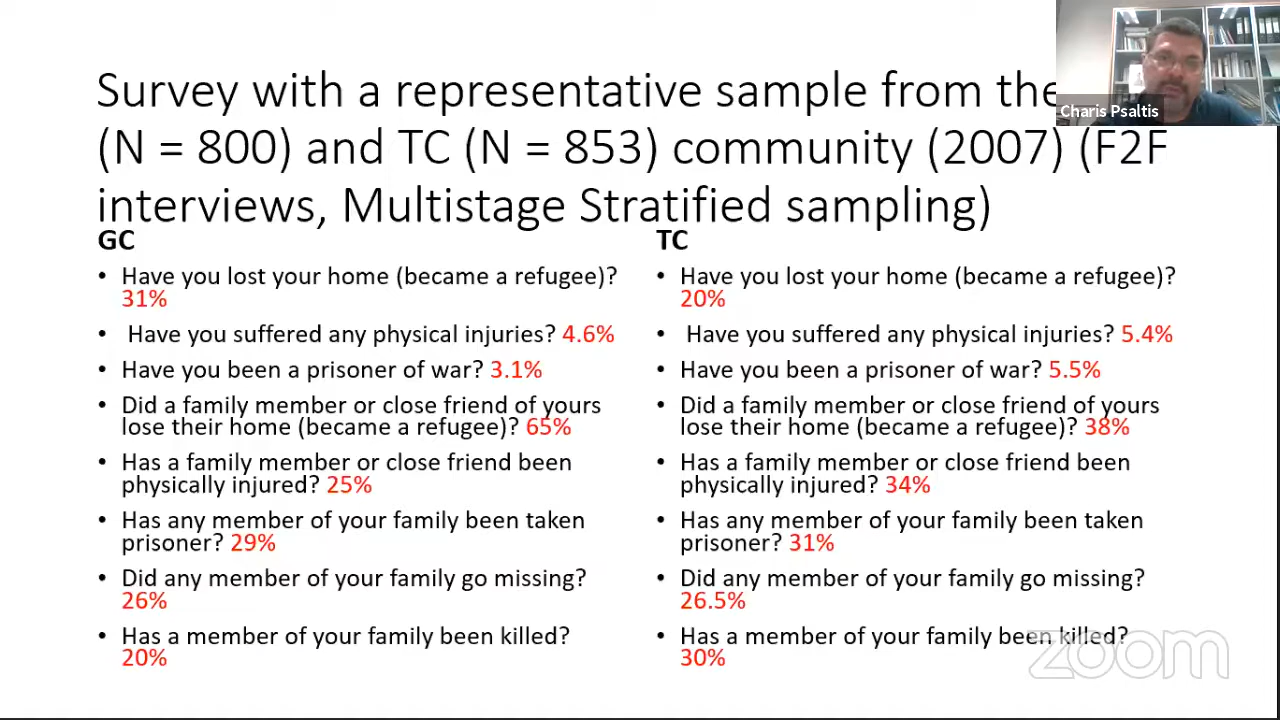 Survey with a representative sample from the
(N = 800) and TC (N = 853) community (2007) (F2F
interviews, Multistage Stratified sampling)
GC
• Have you lost your home (became a refugee)?
31%
• Have you suffered any physical injuries? 4.6%
• Have you been a prisoner of war? 3.1%
• Did a family member or close friend of yours
lose their home (became a refugee)? 65%
• Has a family member or close friend been
physically injured? 25%
• Has any member of your family been taken
prisoner? 29%
• Did any member of your family go missing?
26%
• Has a member of your family been killed?
20%
TC
• Have you lost your home (became a refugee)?
20%
• Have you suffered any physical injuries? 5.4%
• Have you been a prisoner of war? 5.5%
• Did a family member or close friend of yours
lose their home (became a refugee)? 38%
• Has a family member or close friend been
physically injured? 34%
• Has any member of your family been taken
prisoner? 31%
• Did any member of your family go missing?
26.5%
• Has a member of your family been killed?
30%
Charis Psaltis
zoom